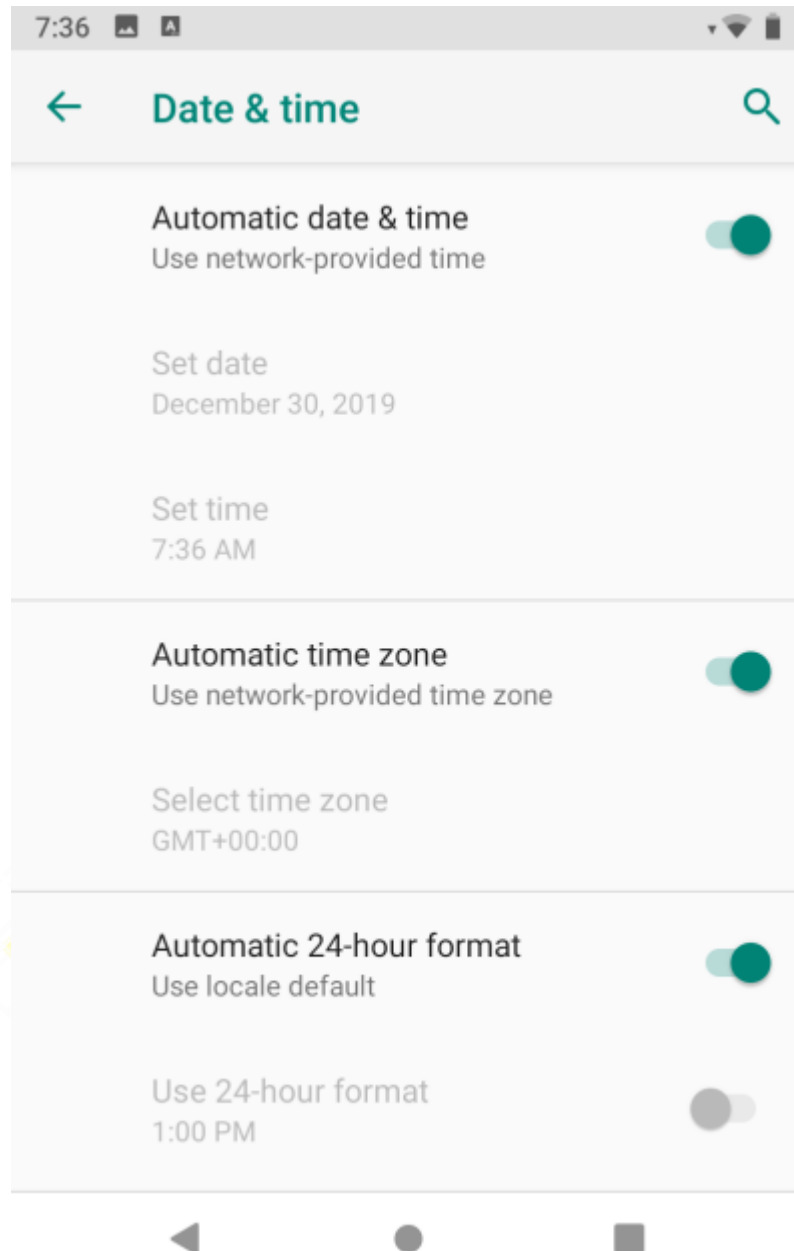 7:36
Date & time
Automatic date & time
Use network-provided time
Set date
December 30, 2019
Set time
7:36 AM
Automatic time zone
Use network-provided time zone
Select time zone
GMT+00:00
Automatic 24-hour format
Use locale default
Use 24-hour format
1:00 PM